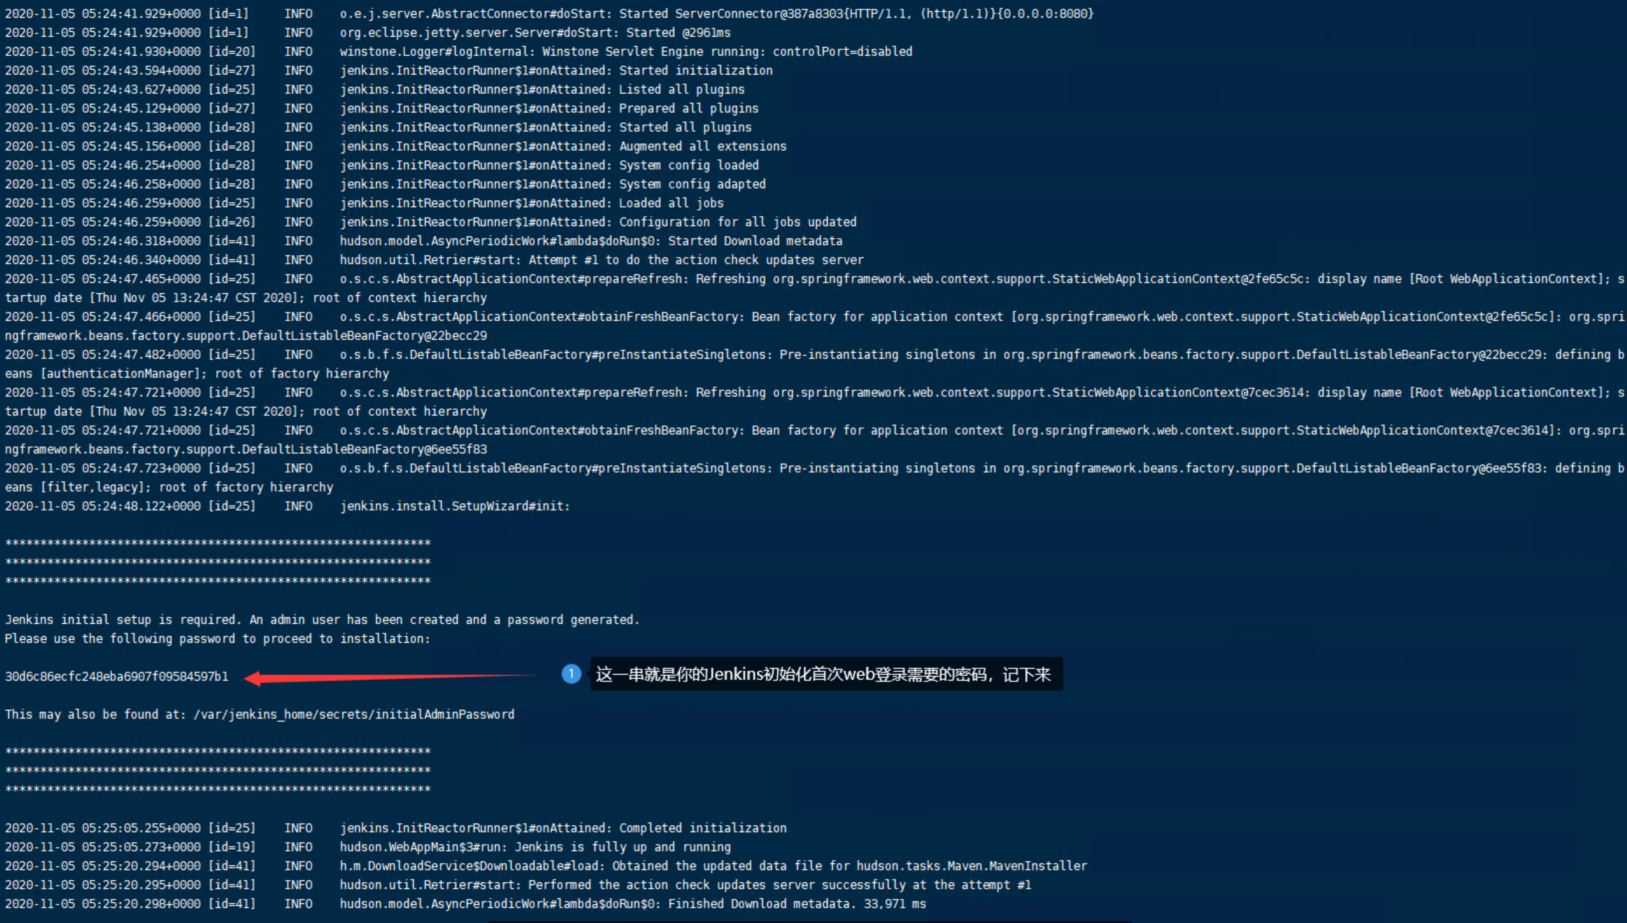 2020-11-05 05:24:41.929+0000 [id=1] INFO o.e.j.server.AbstractConnector#doStart: Started ServerConnector@387a8303{HTTP/1.1, (http/1.1)}{0.0.0.0:8080}
2020-11-05 05:24:41.929+0000 [id=1] INFO org.eclipse.jetty.server.Server#doStart: Started @2961ms
2020-11-05 05:24:41.930+0000 [id=20] INFO winstone.Logger#logInternal: Winstone Servlet Engine running: controlPort=disabled
2020-11-05 05:24:43.594+0000 [id=27] INFO jenkins.InitReactorRunner$1#onAttained: Started initialization
2020-11-05 05:24:43.627+0000 [id=25] INFO jenkins.InitReactorRunner$1#onAttained: Listed all plugins
2020-11-05 05:24:45.129+0000 [id=27] INFO jenkins.InitReactorRunner$1#onAttained: Prepared all plugins
2020-11-05 05:24:45.138+0000 [id=28] INFO jenkins.InitReactorRunner$1#onAttained: Started all plugins
2020-11-05 05:24:45.156+0000 [id=28] INFO jenkins.InitReactorRunner$1#onAttained: Augmented all extensions
2020-11-05 05:24:46.254+0000 [id=28] INFO jenkins.InitReactorRunner$1#onAttained: System config loaded
2020-11-05 05:24:46.258+0000 [id=28] INFO jenkins.InitReactorRunner$1#onAttained: System config adapted
2020-11-05 05:24:46.259+0000 [id=25] INFO jenkins.InitReactorRunner$1#onAttained: Loaded all jobs
2020-11-05 05:24:46.259+0000 [id=26] INFO jenkins.InitReactorRunner$1#onAttained: Configuration for all jobs updated
2020-11-05 05:24:46.318+0000 [id=41] INFO hudson.model.AsyncPeriodicWork#lambda$doRun$0: Started Download metadata
2020-11-05 05:24:46.340+0000 [id=41] INFO hudson.util.Retrier#start: Attempt #1 to do the action check updates server
2020-11-05 05:24:47.465+0000 [id=25] INFO o.s.c.s.AbstractApplicationContext#prepareRefresh: Refreshing org.springframework.web.context.support.StaticWebApplicationContext@2fe65c5c: display name [Root WebApplicationContext]; s
tartup date [Thu Nov 05 13:24:47 CST 2020]; root of context hierarchy
2020-11-05 05:24:47.466+0000 [id=25] INFO o.s.c.s.AbstractApplicationContext#obtainFreshBeanFactory: Bean factory for application context [org.springframework.web.context.support.StaticWebApplicationContext@2fe65c5c]: org.spri
ngframework.beans.factory.support.DefaultListableBeanFactory@22becc29
2020-11-05 05:24:47.482+0000 [id=25] INFO o.s.b.f.s.DefaultListableBeanFactory#preInstantiateSingletons: Pre-instantiating singletons in org.springframework.beans.factory.support.DefaultListableBeanFactory@22becc29: defining b
eans [authenticationManager]; root of factory hierarchy
2020-11-05 05:24:47.721+0000 [id=25] INFO o.s.c.s.AbstractApplicationContext#prepareRefresh: Refreshing org.springframework.web.context.support.StaticWebApplicationContext@7cec3614: display name [Root WebApplicationContext]; s
tartup date [Thu Nov 05 13:24:47 CST 2020]; root of context hierarchy
2020-11-05 05:24:47.721+0000 [id=25] INFO o.s.c.s.AbstractApplicationContext#obtainFreshBeanFactory: Bean factory for application context [org.springframework.web.context.support.StaticWebApplicationContext@7cec3614]: org.spri
ngframework.beans.factory.support.DefaultListableBeanFactory@6ee55f83
2020-11-05 05:24:47.723+0000 [id=25] INFO o.s.b.f.s.DefaultListableBeanFactory#preInstantiateSingletons: Pre-instantiating singletons in org.springframework.beans.factory.support.DefaultListableBeanFactory@6ee55f83: defining b
eans [filter,legacy]; root of factory hierarchy
2020-11-05 05:24:48.122+0000 [id=25] INFO jenkins.install.SetupWizard#init:
*************************************************************
*************************************************************
*************************************************************
Jenkins initial setup is required. An admin user has been created and a password generated.
Please use the following password to proceed to installation:
30d6c86ecfc248eba6907f09584597b1
1 这一串就是你的Jenkins初始化首次web登录需要的密码，记下来
This may also be found at: /var/jenkins_home/secrets/initialAdminPassword
*************************************************************
*************************************************************
*************************************************************
2020-11-05 05:25:05.255+0000 [id=25] INFO jenkins.InitReactorRunner$1#onAttained: Completed initialization
2020-11-05 05:25:05.273+0000 [id=19] INFO hudson.WebAppMain$3#run: Jenkins is fully up and running
2020-11-05 05:25:20.294+0000 [id=41] INFO h.m.DownloadService$Downloadable#load: Obtained the updated data file for hudson.tasks.Maven.MavenInstaller
2020-11-05 05:25:20.295+0000 [id=41] INFO hudson.util.Retrier#start: Performed the action check updates server successfully at the attempt #1
2020-11-05 05:25:20.298+0000 [id=41] INFO hudson.model.AsyncPeriodicWork#lambda$doRun$0: Finished Download metadata. 33,971 ms